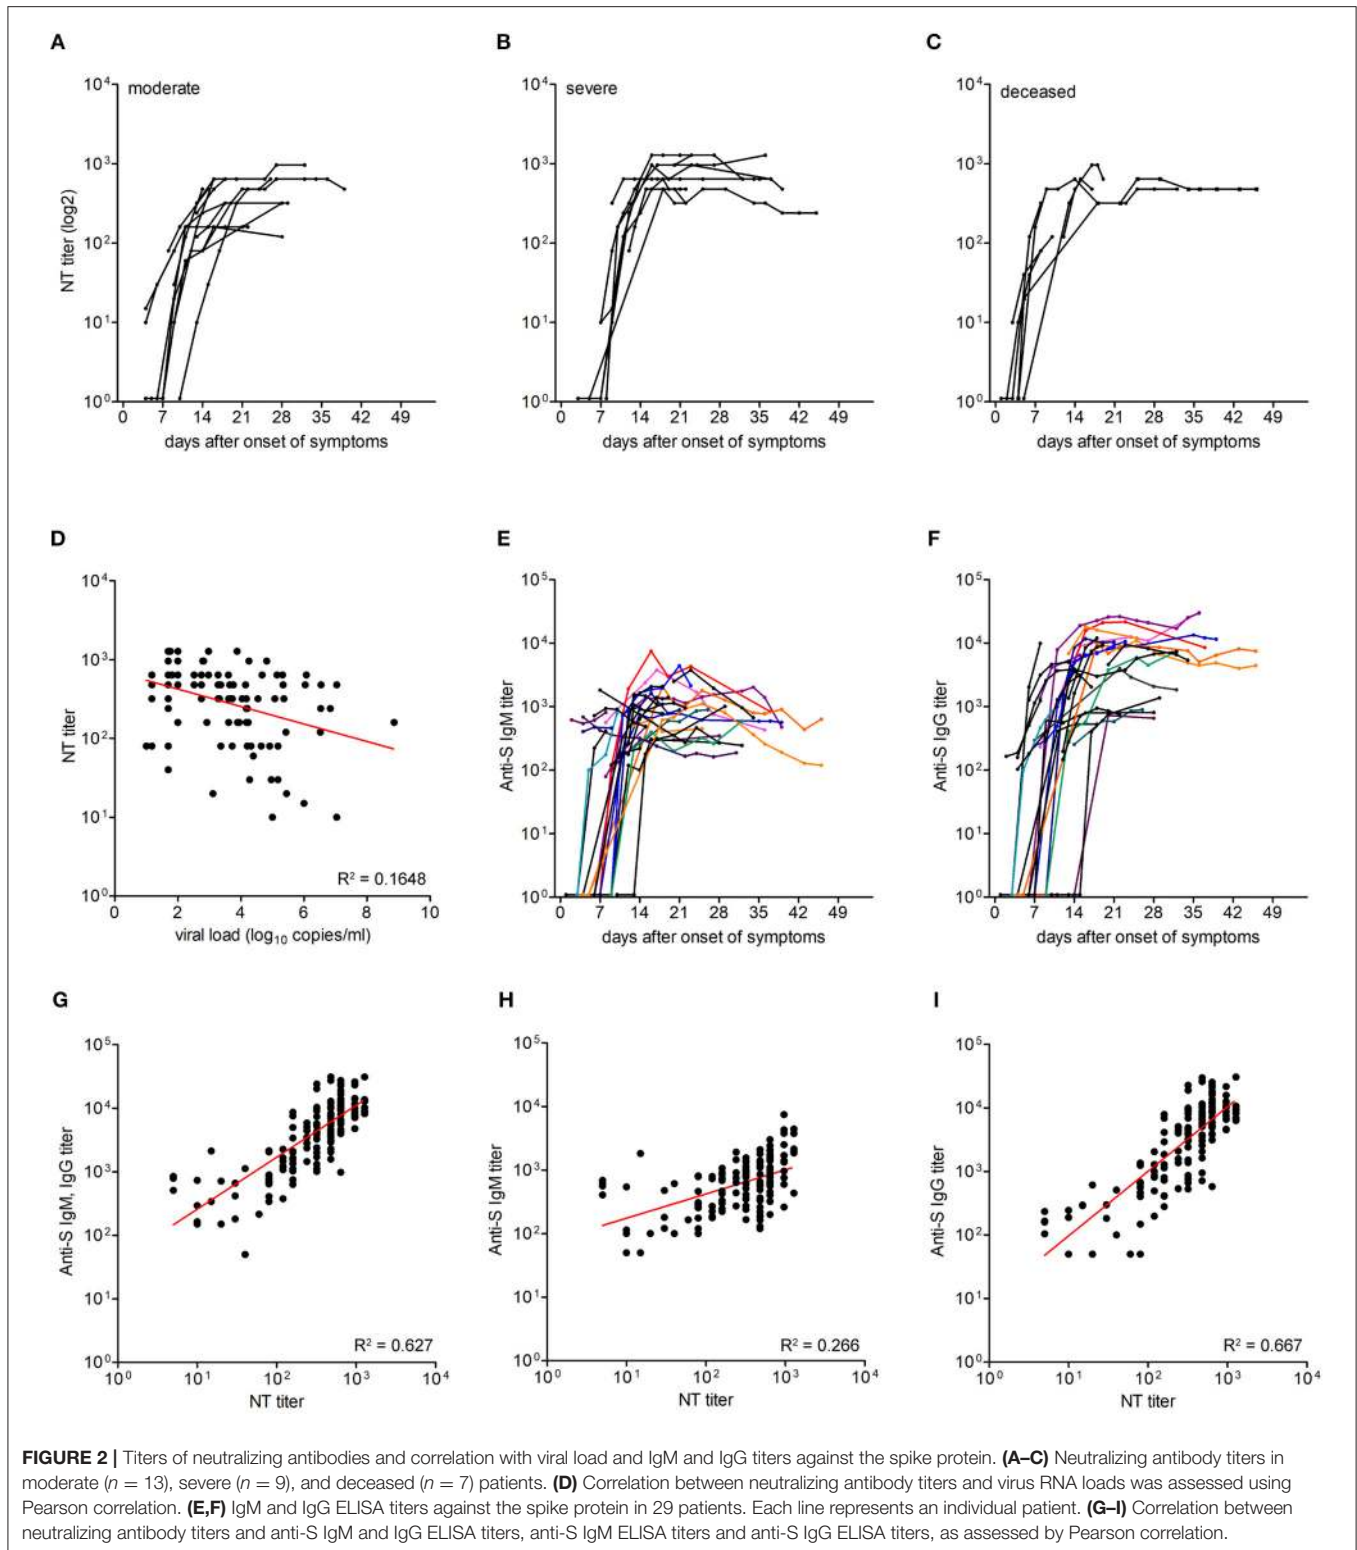 A
B
C
10⁴
10³
10²
10¹
10⁰
NT titer (log2)
moderate
0 7 14 21 28 35 42 49
days after onset of symptoms
10⁴
10³
10²
10¹
10⁰
severe
0 7 14 21 28 35 42 49
days after onset of symptoms
10⁴
10³
10²
10¹
10⁰
deceased
0 7 14 21 28 35 42 49
days after onset of symptoms
D
E
F
10⁴
10³
10²
10¹
10⁰
NT titer
R² = 0.1648
0 2 4 6 8 10
viral load (log₁₀ copies/ml)
10⁵
10⁴
10³
10²
10¹
10⁰
Anti-S IgM titer
0 7 14 21 28 35 42 49
days after onset of symptoms
10⁵
10⁴
10³
10²
10¹
10⁰
Anti-S IgG titer
0 7 14 21 28 35 42 49
days after onset of symptoms
G
H
I
10⁵
10⁴
10³
10²
10¹
10⁰
Anti-S IgM, IgG titer
R² = 0.627
10⁰ 10¹ 10² 10³ 10⁴
NT titer
10⁵
10⁴
10³
10²
10¹
10⁰
Anti-S IgM titer
R² = 0.266
10⁰ 10¹ 10² 10³ 10⁴
NT titer
10⁵
10⁴
10³
10²
10¹
10⁰
Anti-S IgG titer
R² = 0.667
10⁰ 10¹ 10² 10³ 10⁴
NT titer
FIGURE 2 | Titers of neutralizing antibodies and correlation with viral load and IgM and IgG titers against the spike protein. (A–C) Neutralizing antibody titers in
moderate (n = 13), severe (n = 9), and deceased (n = 7) patients. (D) Correlation between neutralizing antibody titers and virus RNA loads was assessed using
Pearson correlation. (E,F) IgM and IgG ELISA titers against the spike protein in 29 patients. Each line represents an individual patient. (G–I) Correlation between
neutralizing antibody titers and anti-S IgM and IgG ELISA titers, anti-S IgM ELISA titers and anti-S IgG ELISA titers, as assessed by Pearson correlation.